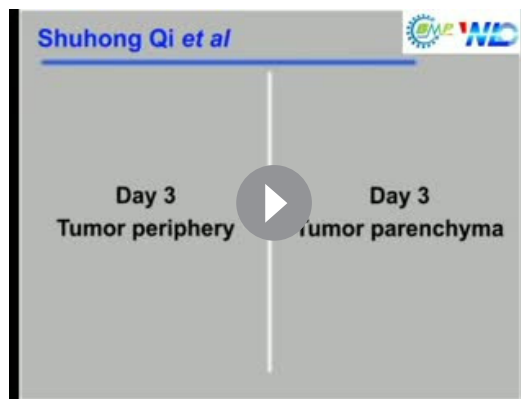 Shuhong Qi et al
Day 3
Tumor periphery
Day 3
Tumor parenchyma